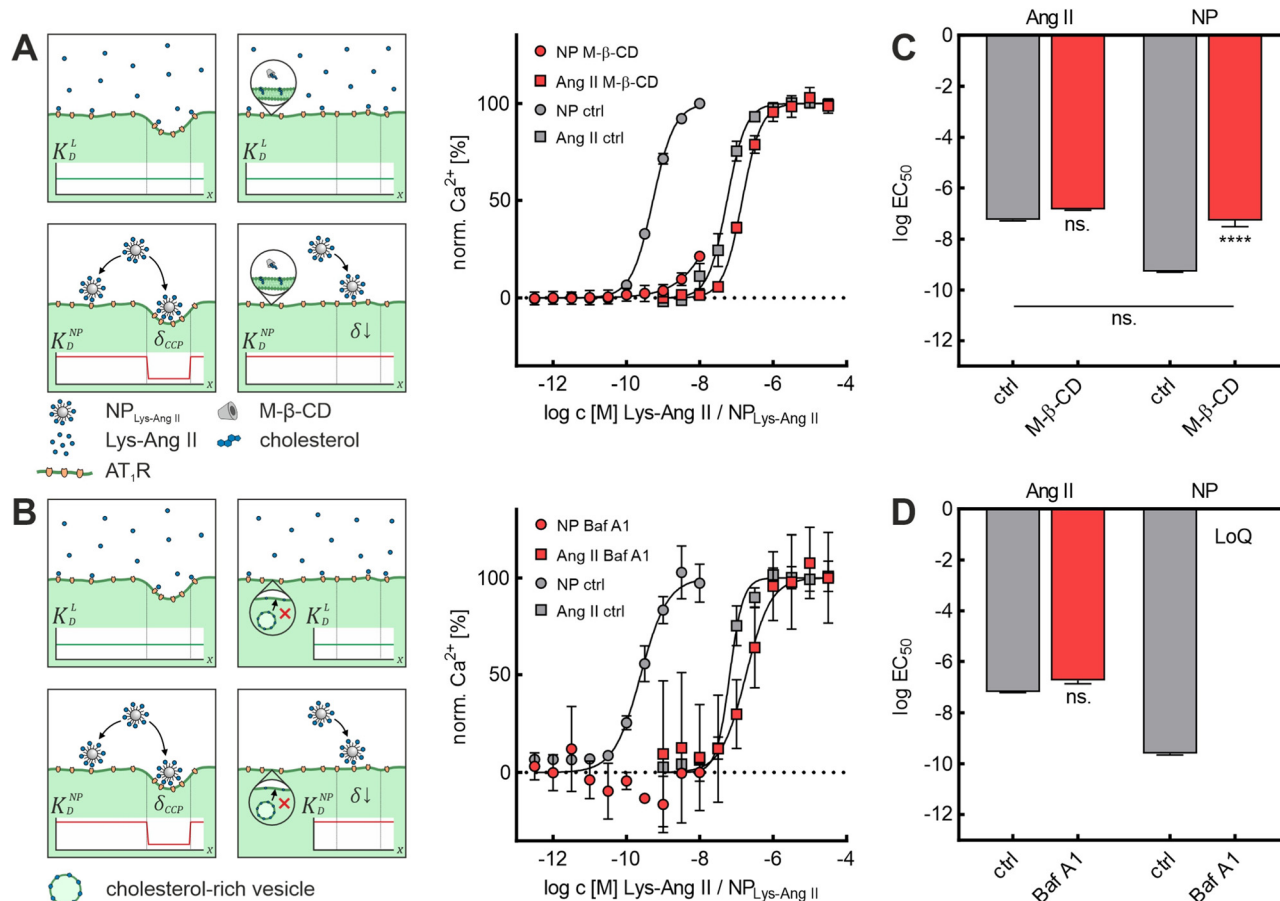 A
K_D^L
x
K_D^L
x
K_D^NP
δ_CCP
x
K_D^NP
δ↓
x
NP_Lys-Ang II
M-β-CD
Lys-Ang II
cholesterol
AT₁R
NP M-β-CD
Ang II M-β-CD
NP ctrl
Ang II ctrl
norm. Ca²⁺ [%]
100
50
0
-12 -10 -8 -6 -4
log c [M] Lys-Ang II / NP_Lys-Ang II
C
Ang II NP
log EC₅₀
0
-2
-4
-6
-8
-10
-12
ns.
****
ns.
ctrl
M-β-CD
ctrl
M-β-CD
B
K_D^L
x
K_D^L
x
K_D^NP
δ_CCP
x
K_D^NP
δ↓
x
cholesterol-rich vesicle
NP Baf A1
Ang II Baf A1
NP ctrl
Ang II ctrl
norm. Ca²⁺ [%]
100
50
0
-12 -10 -8 -6 -4
log c [M] Lys-Ang II / NP_Lys-Ang II
D
Ang II NP
LoQ
log EC₅₀
0
-2
-4
-6
-8
-10
-12
ns.
ctrl
Baf A1
ctrl
Baf A1